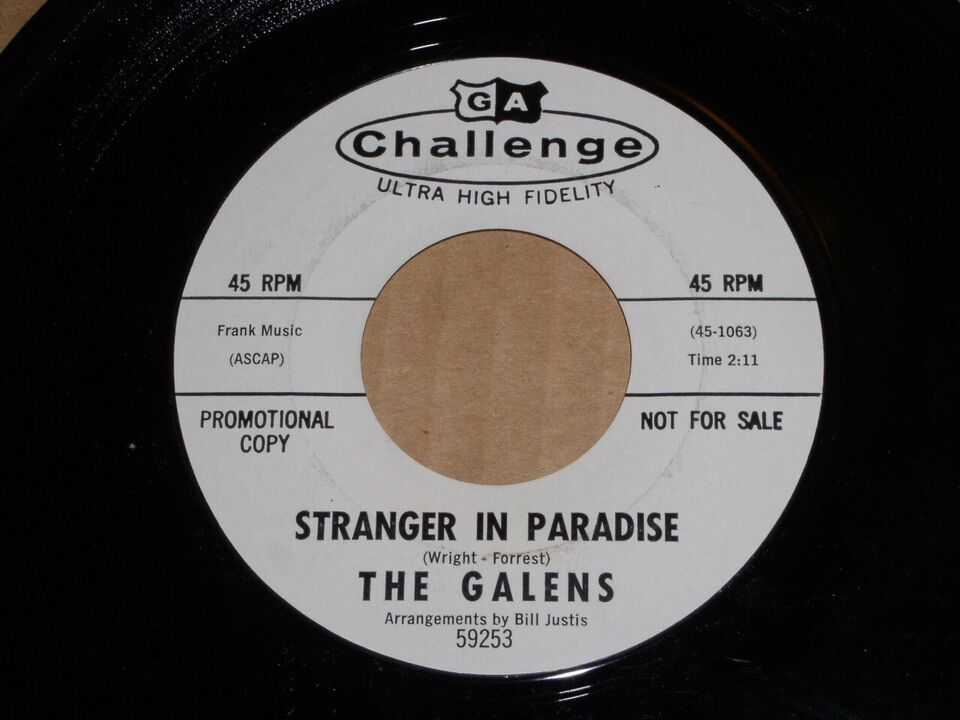 GA
Challenge
ULTRA HIGH FIDELITY
45 RPM
45 RPM
Frank Music
(ASCAP)
(45-1063)
Time 2:11
PROMOTIONAL
COPY
NOT FOR SALE
STRANGER IN PARADISE
(Wright - Forrest)
THE GALENS
Arrangements by Bill Justis
59253